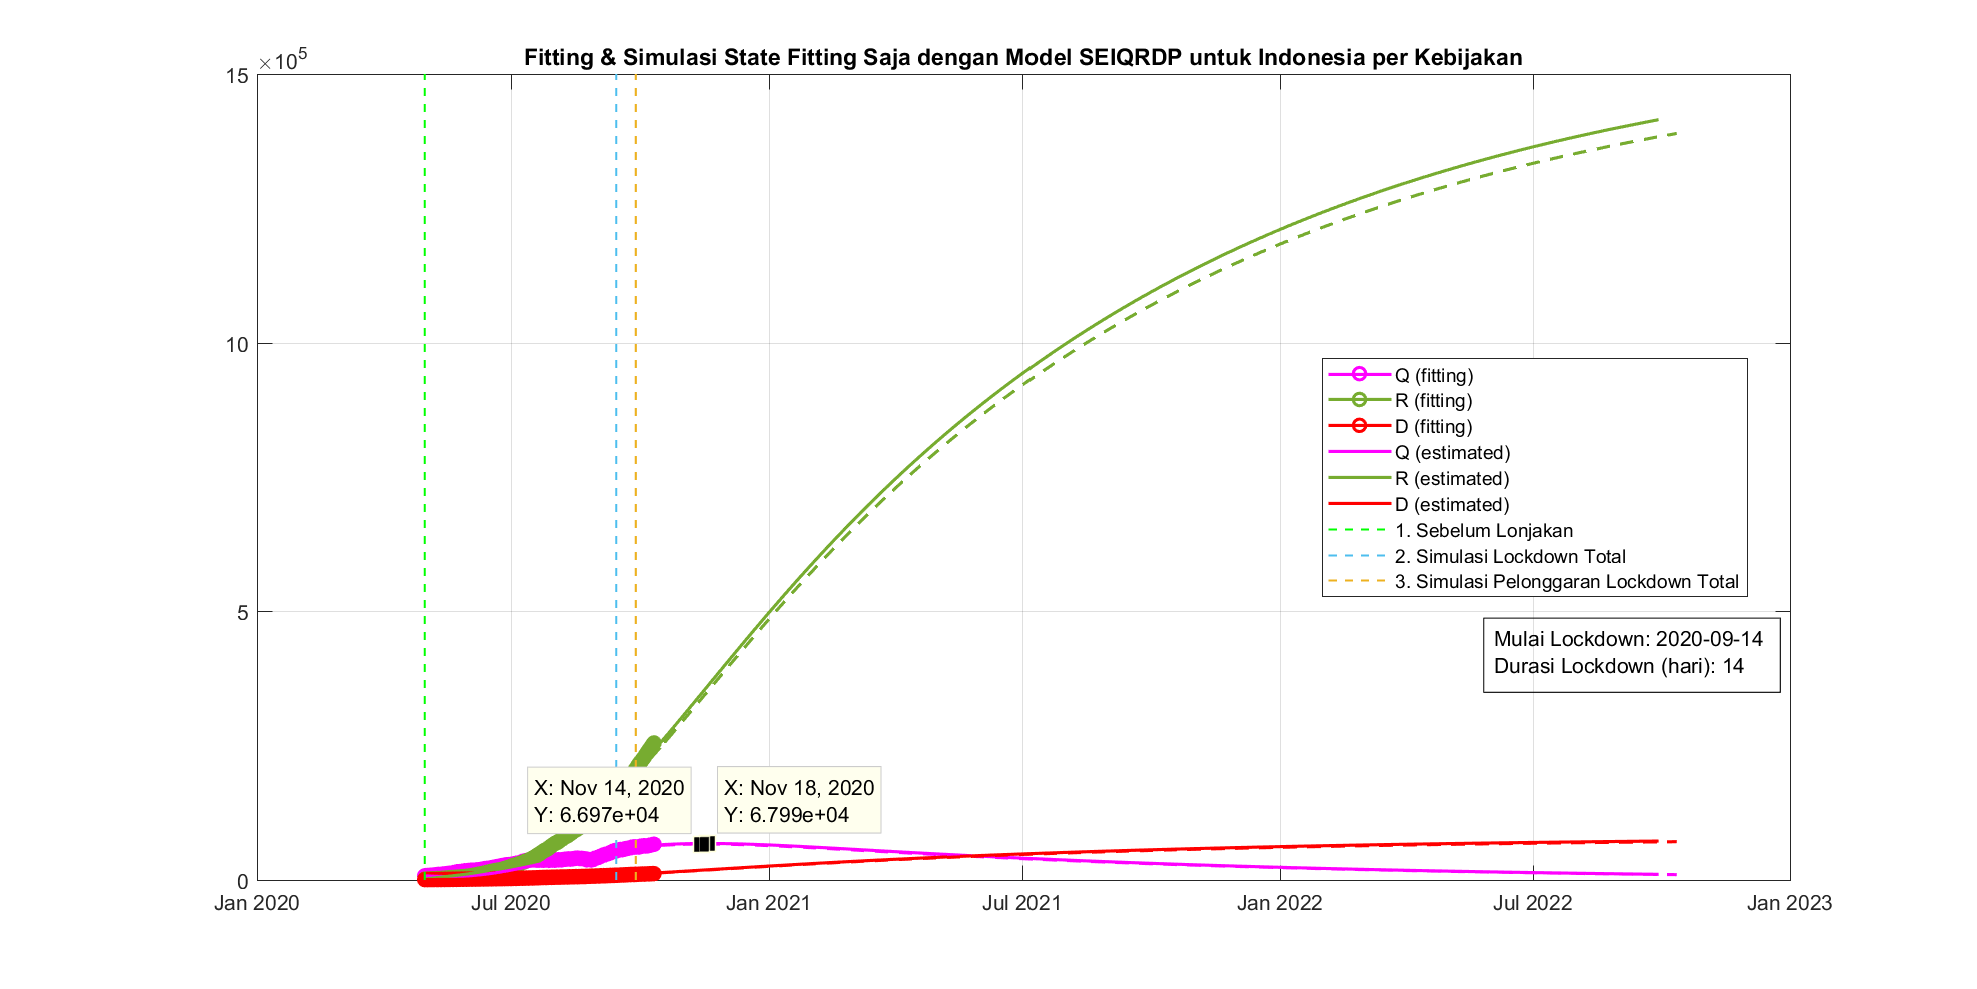 Fitting & Simulasi State Fitting Saja dengan Model SEIQRDP untuk Indonesia per Kebijakan
×10^5
15
10
5
0
Q (fitting)
R (fitting)
D (fitting)
Q (estimated)
R (estimated)
D (estimated)
1. Sebelum Lonjakan
2. Simulasi Lockdown Total
3. Simulasi Pelonggaran Lockdown Total
Mulai Lockdown: 2020-09-14
Durasi Lockdown (hari): 14
X: Nov 14, 2020
Y: 6.697e+04
X: Nov 18, 2020
Y: 6.799e+04
Jan 2020
Jul 2020
Jan 2021
Jul 2021
Jan 2022
Jul 2022
Jan 2023